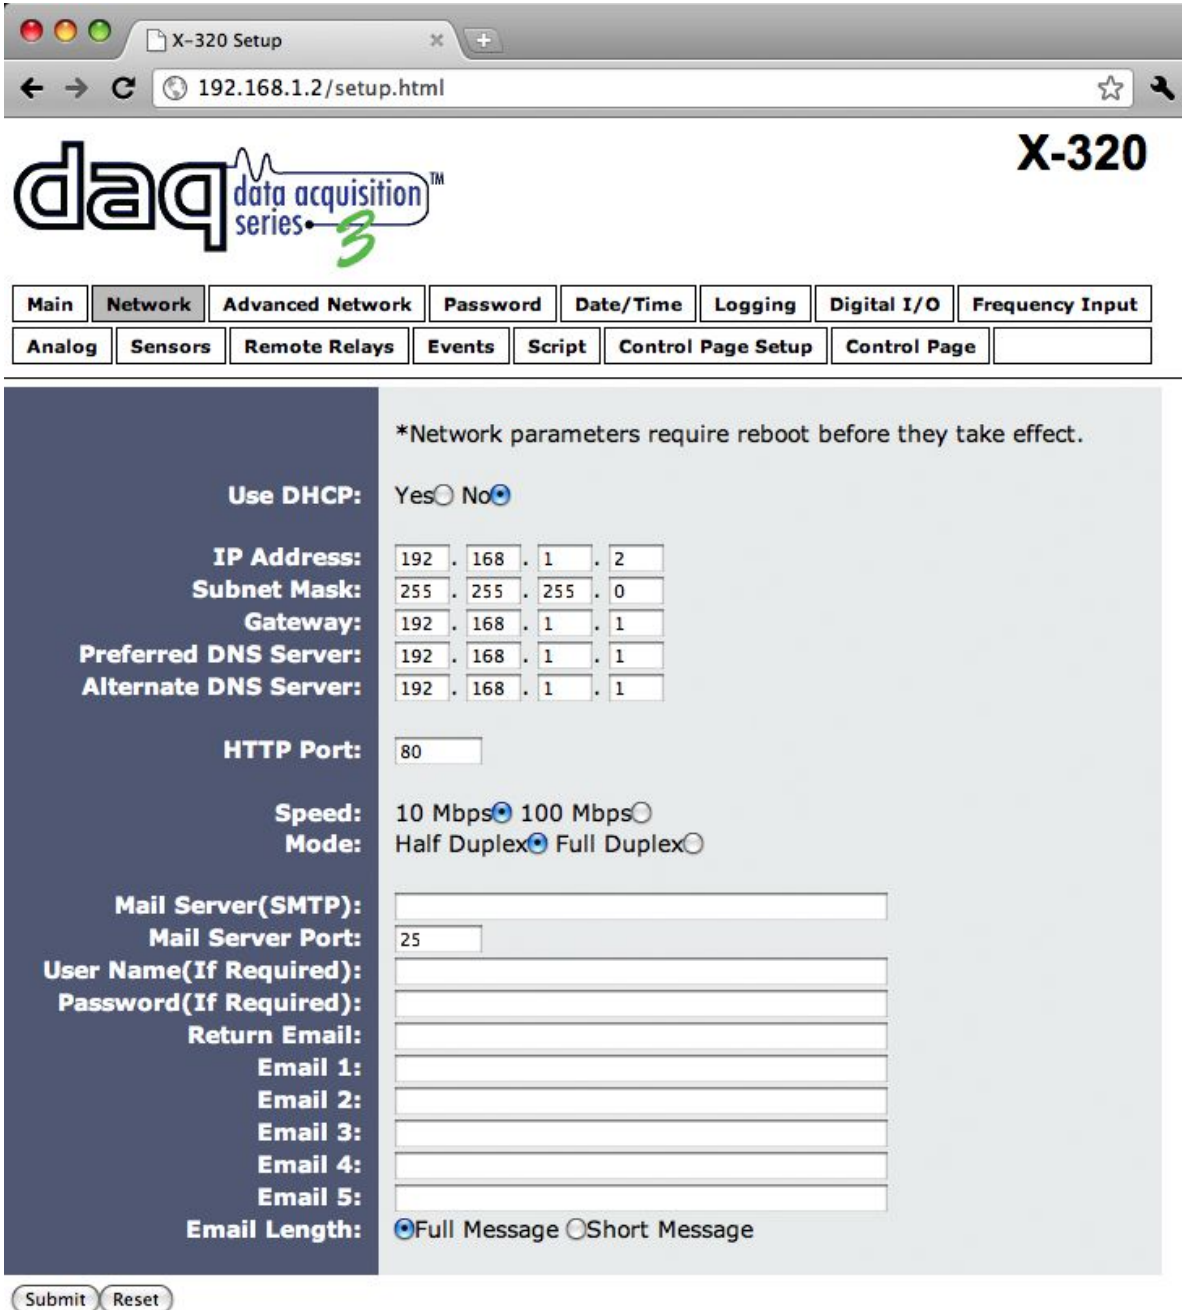 X-320 Setup
192.168.1.2/setup.html
X-320
daq data acquisition series 3 ™
Main Network Advanced Network Password Date/Time Logging Digital I/O Frequency Input
Analog Sensors Remote Relays Events Script Control Page Setup Control Page
*Network parameters require reboot before they take effect.
Use DHCP: Yes No
IP Address: 192 . 168 . 1 . 2
Subnet Mask: 255 . 255 . 255 . 0
Gateway: 192 . 168 . 1 . 1
Preferred DNS Server: 192 . 168 . 1 . 1
Alternate DNS Server: 192 . 168 . 1 . 1
HTTP Port: 80
Speed: 10 Mbps 100 Mbps
Mode: Half Duplex Full Duplex
Mail Server(SMTP):
Mail Server Port: 25
User Name(If Required):
Password(If Required):
Return Email:
Email 1:
Email 2:
Email 3:
Email 4:
Email 5:
Email Length: Full Message Short Message
Submit Reset